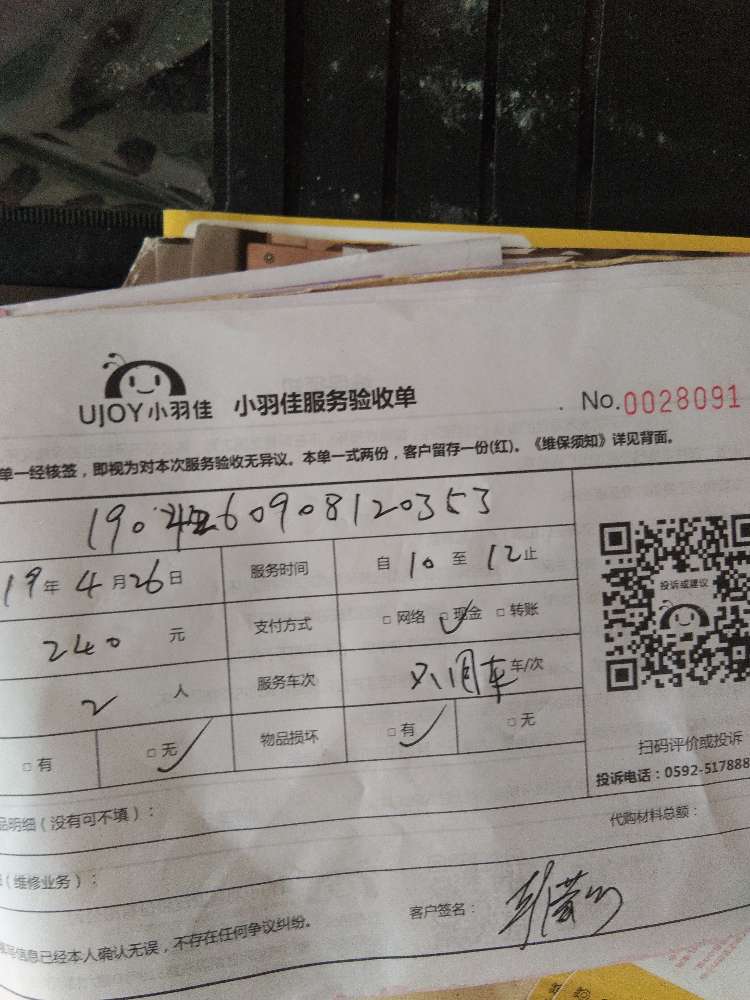 UJOY小羽佳 小羽佳服务验收单 No.0028091
单一经核签，即视为对本次服务验收无异议。本单一式两份，客户留存一份(红)。《维保须知》详见背面。
19年4月26日 服务时间 自10至12止
投诉或建议
240元 支付方式 □网络 □现金 □转账
2人 服务车次 不调车车/次
□有 □无 物品损坏 □有 □无
扫码评价或投诉
投诉电话：0592-517888
品明细（没有可不填）： 代购材料总额：
（维修业务）：
客户签名：
信息已经本人确认无误，不存在任何争议纠纷。